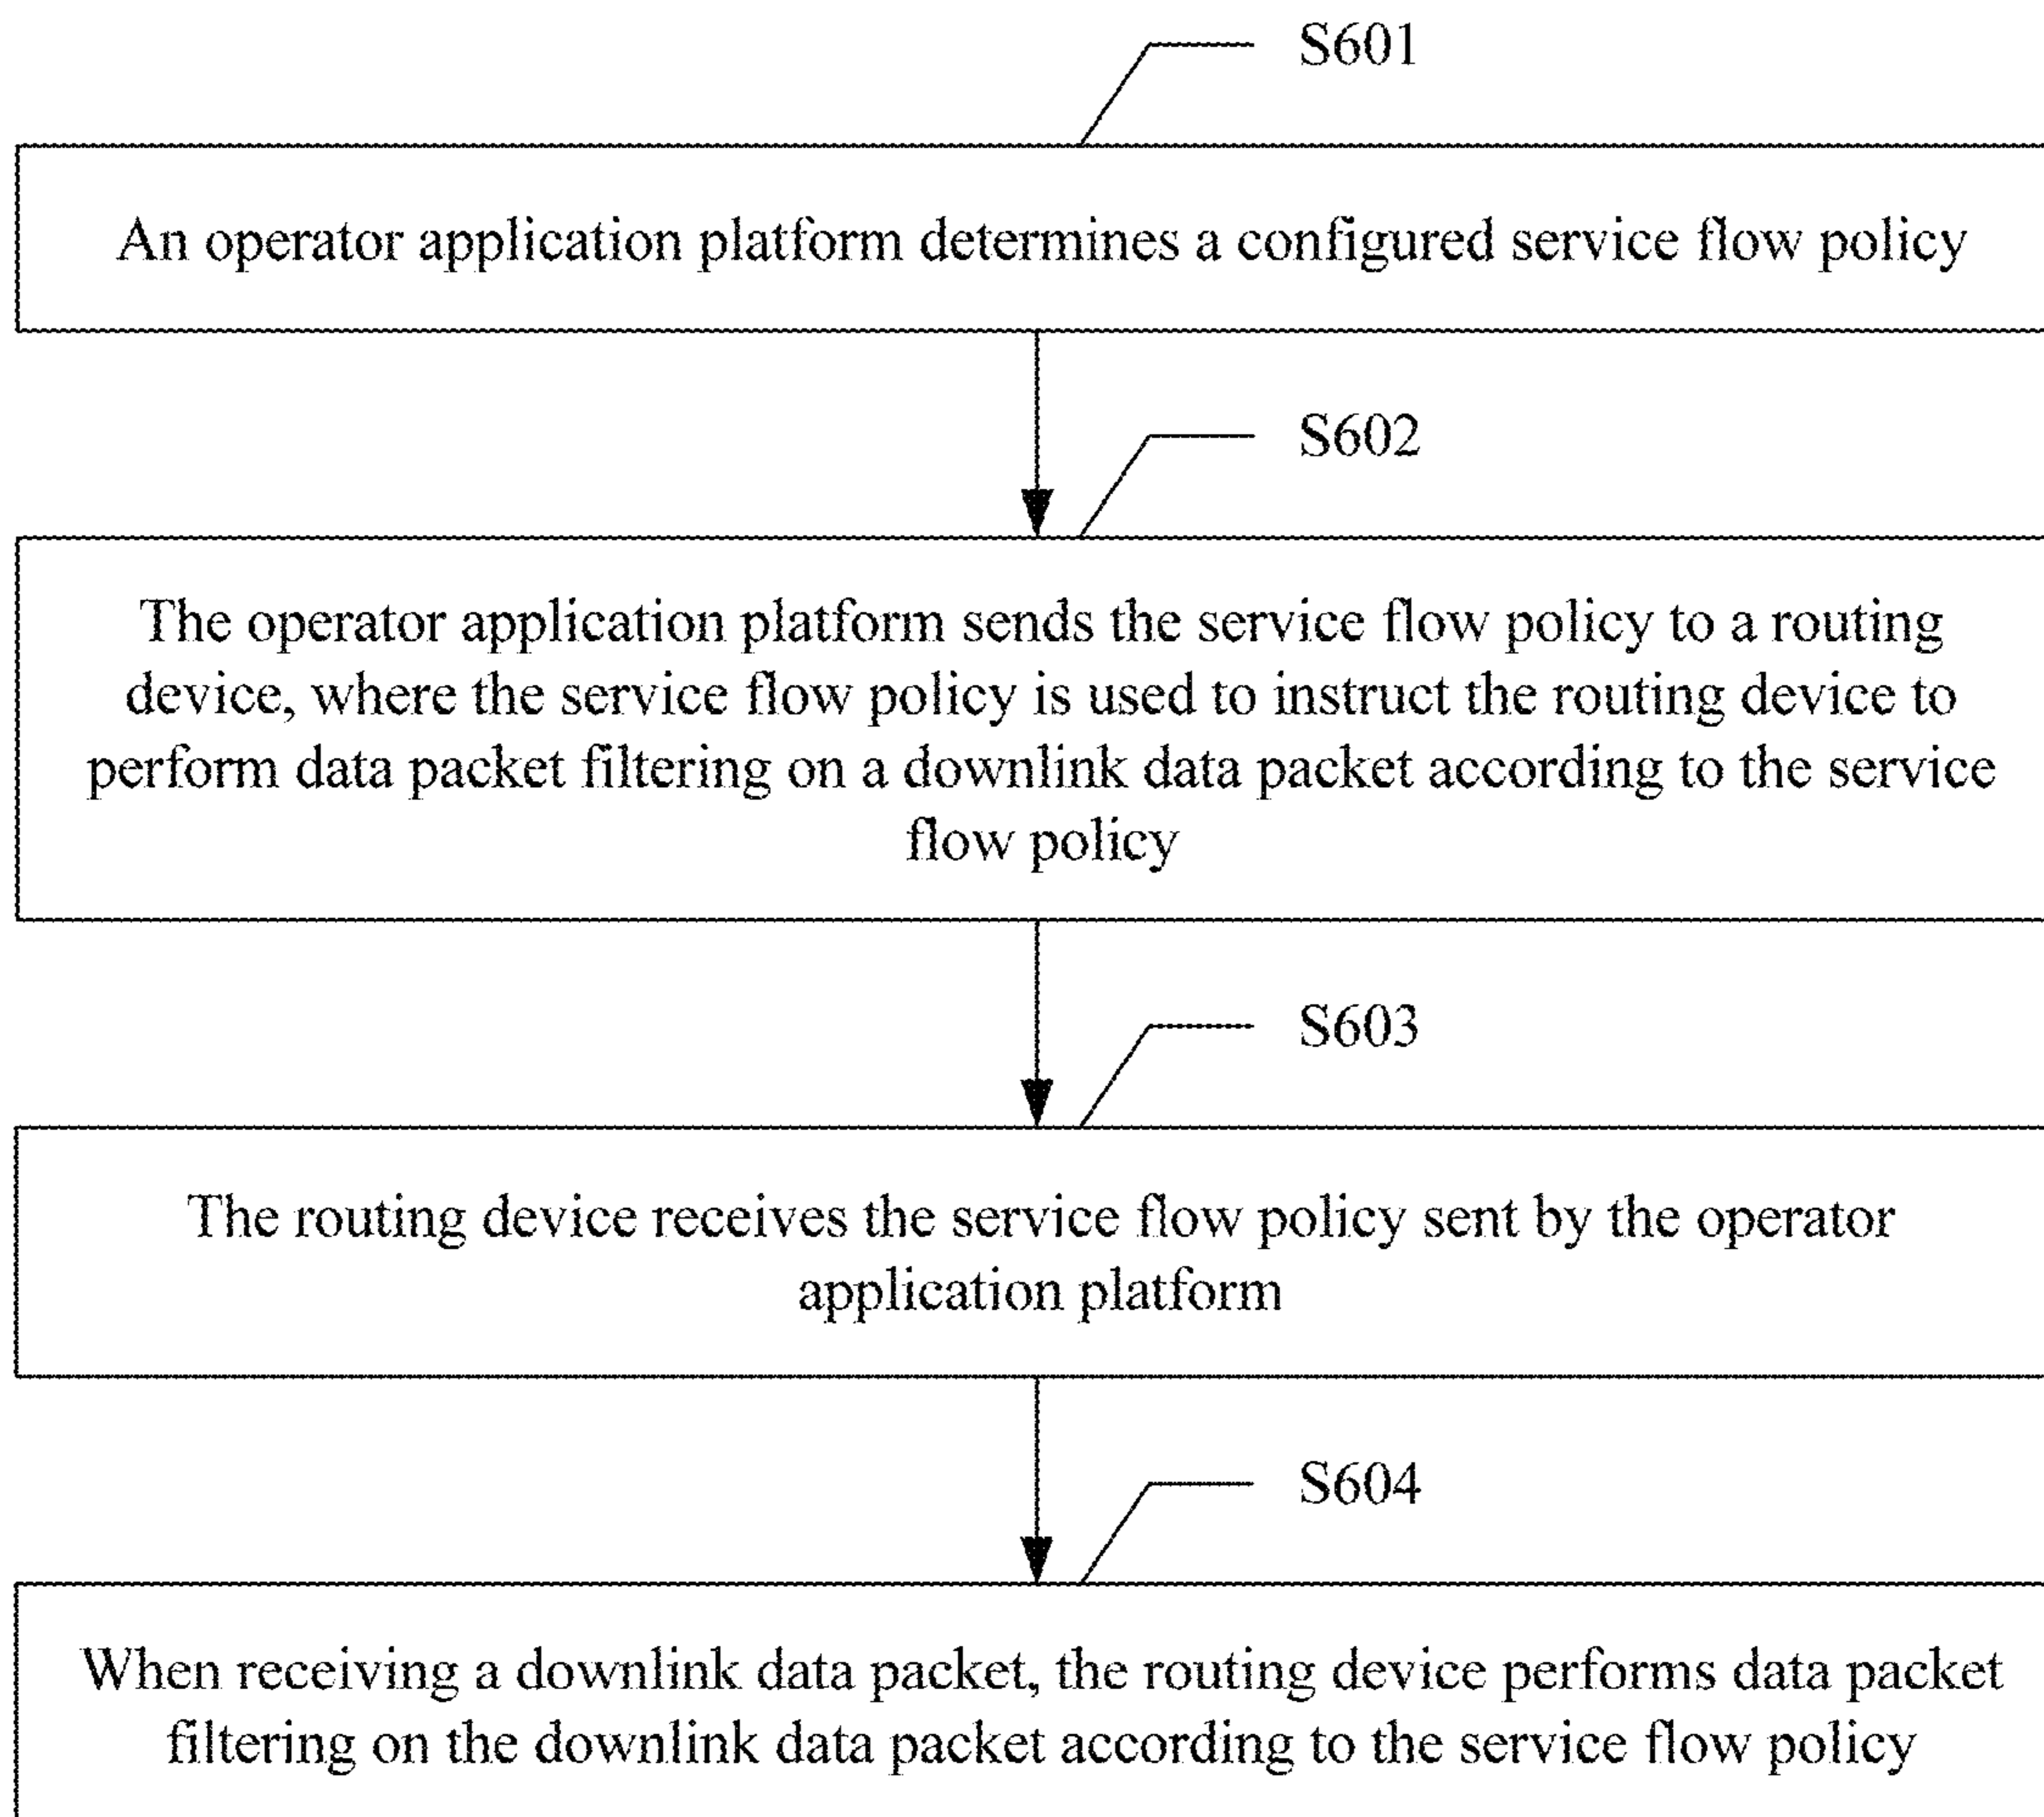 S601
An operator application platform determines a configured service flow policy
S602
The operator application platform sends the service flow policy to a routing
device, where the service flow policy is used to instruct the routing device to
perform data packet filtering on a downlink data packet according to the service
flow policy
S603
The routing device receives the service flow policy sent by the operator
application platform
S604
When receiving a downlink data packet, the routing device performs data packet
filtering on the downlink data packet according to the service flow policy